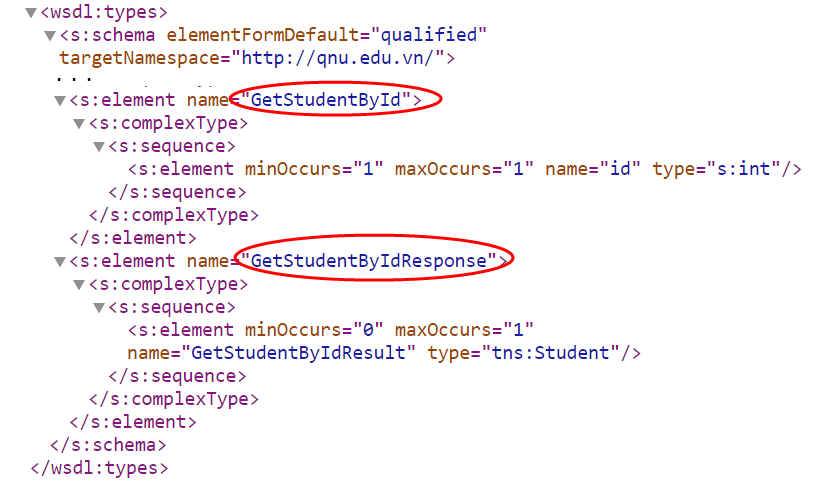 ▼<wsdl:types>
▼<s:schema elementFormDefault="qualified"
targetNamespace="http://qnu.edu.vn/">
...
▼<s:element name="GetStudentById">
▼<s:complexType>
▼<s:sequence>
<s:element minOccurs="1" maxOccurs="1" name="id" type="s:int"/>
</s:sequence>
</s:complexType>
</s:element>
▼<s:element name="GetStudentByIdResponse">
▼<s:complexType>
▼<s:sequence>
<s:element minOccurs="0" maxOccurs="1"
name="GetStudentByIdResult" type="tns:Student"/>
</s:sequence>
</s:complexType>
</s:element>
</s:schema>
</wsdl:types>